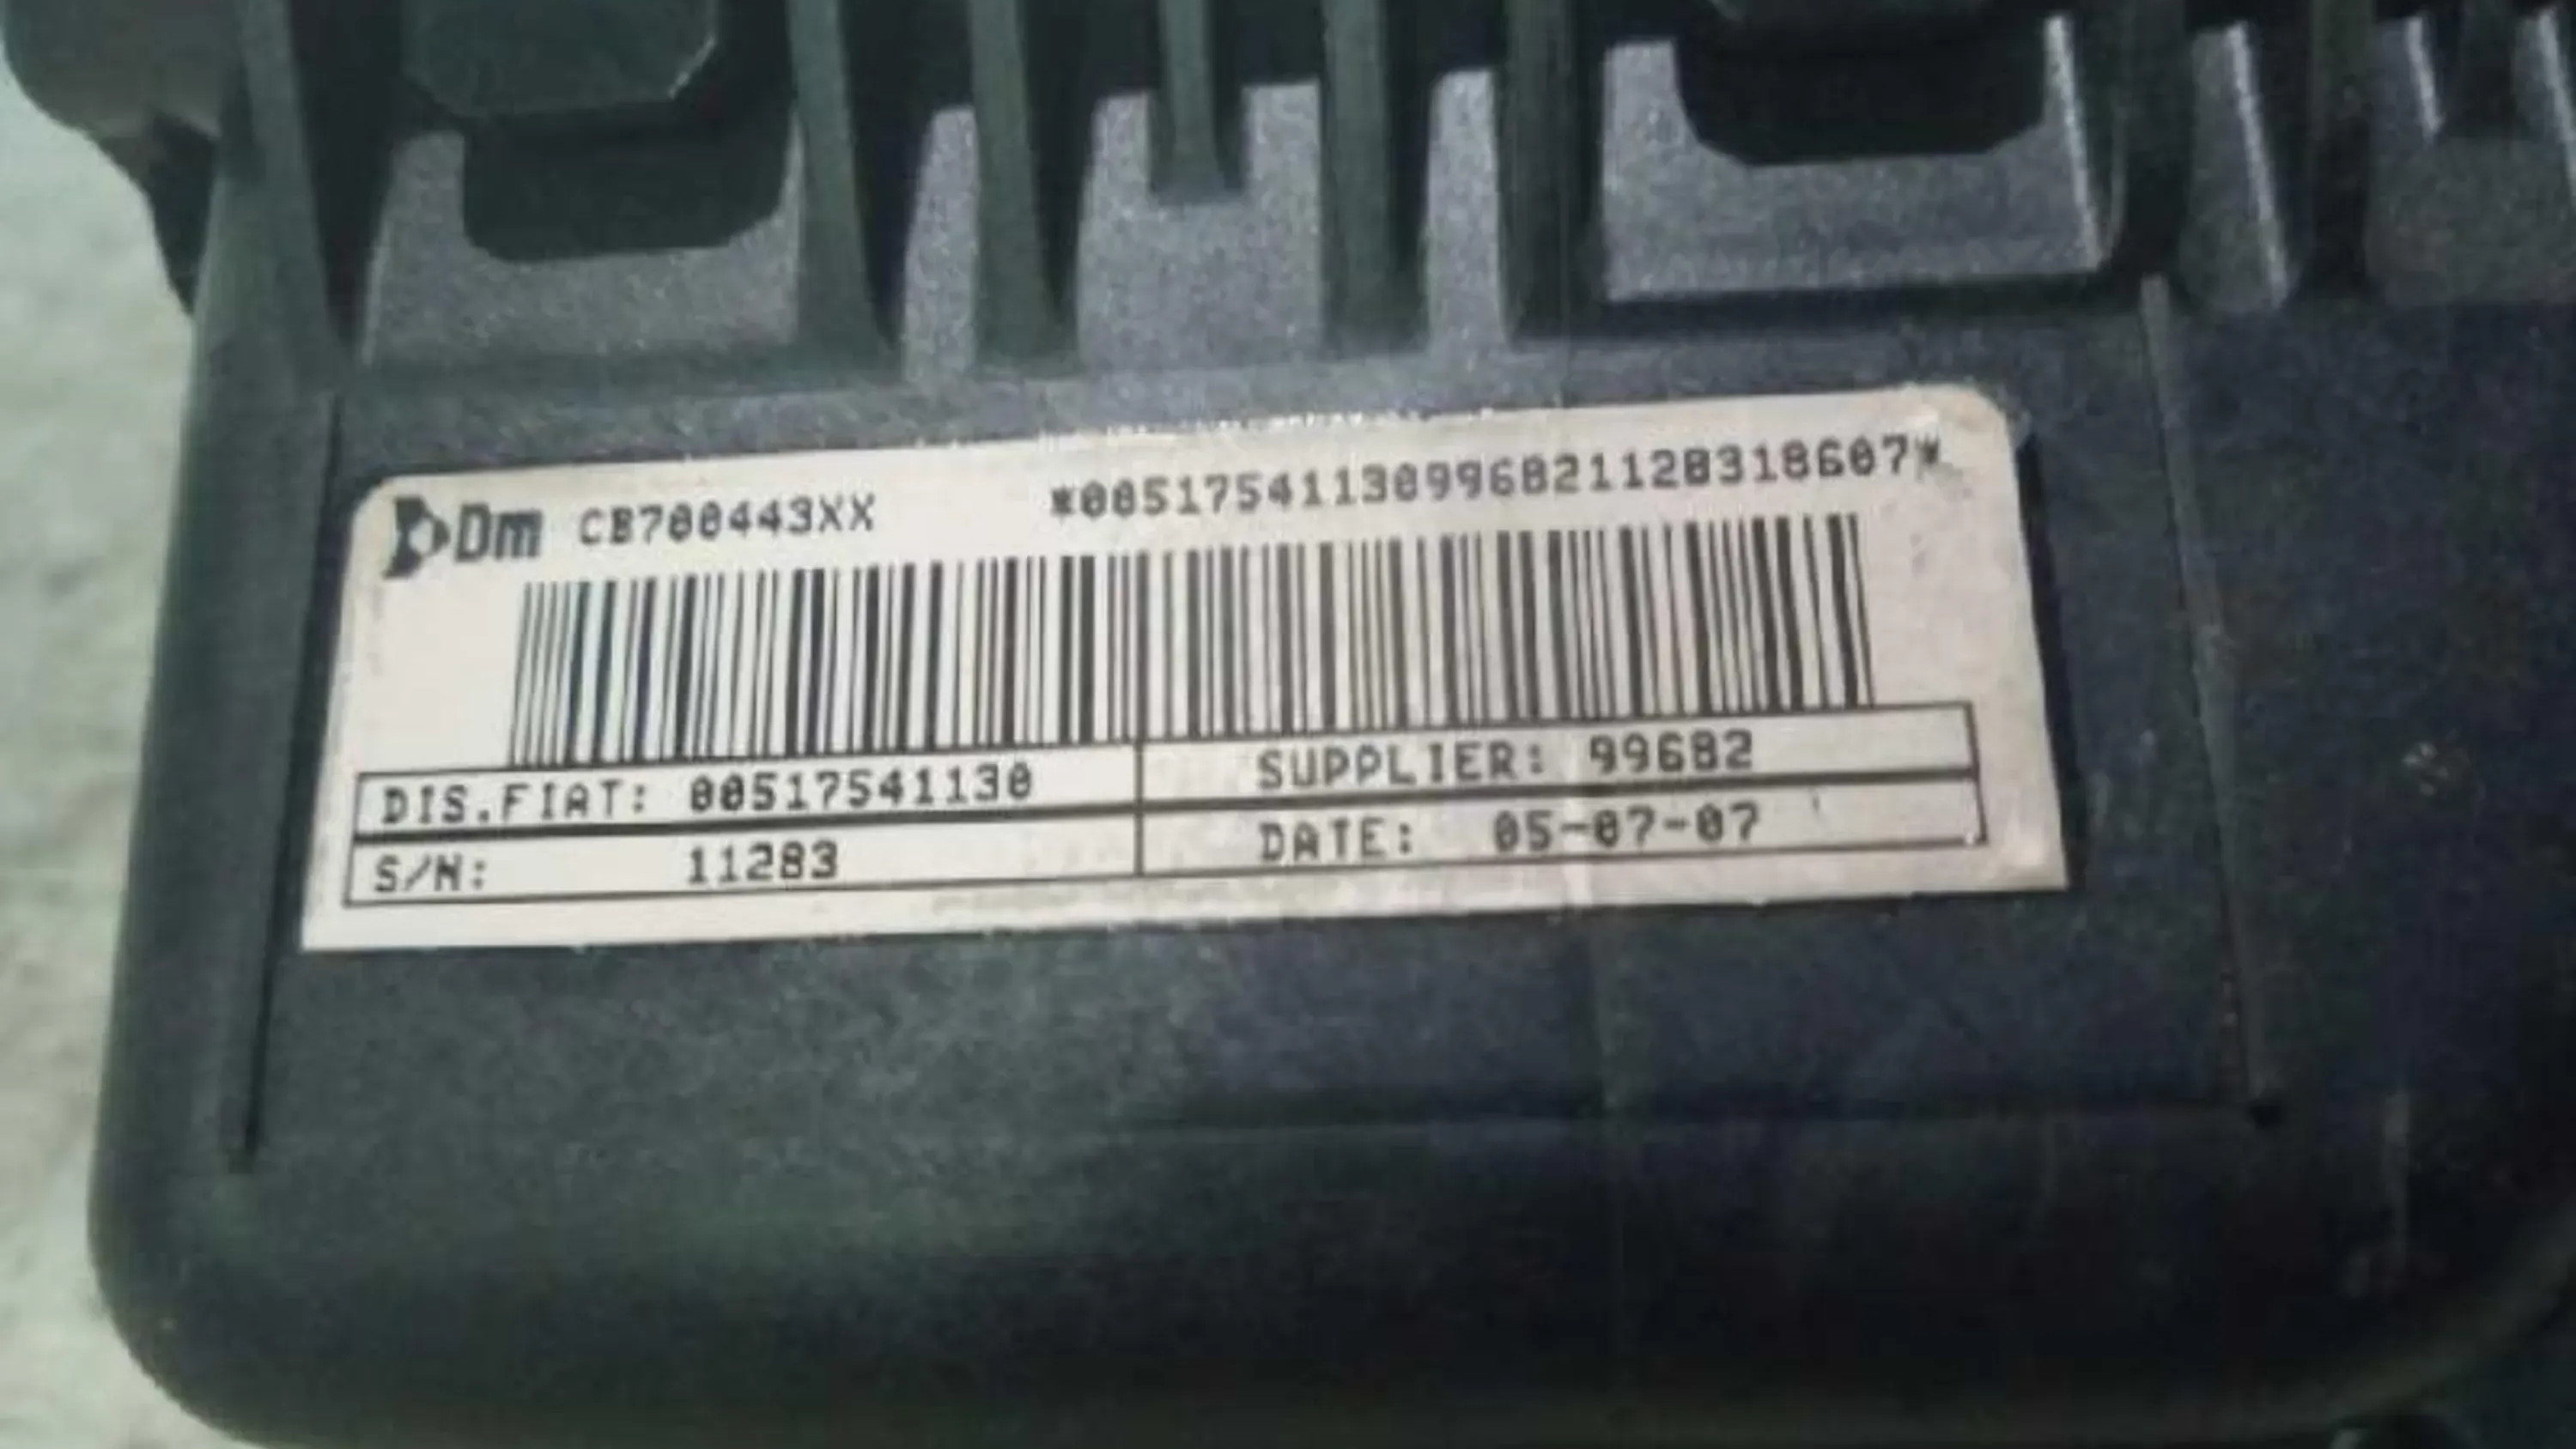 Dm CB700443XX *00517541130996821128318607*
DIS.FIAT: 00517541130 SUPPLIER: 99682
S/N: 11283 DATE: 05-07-07